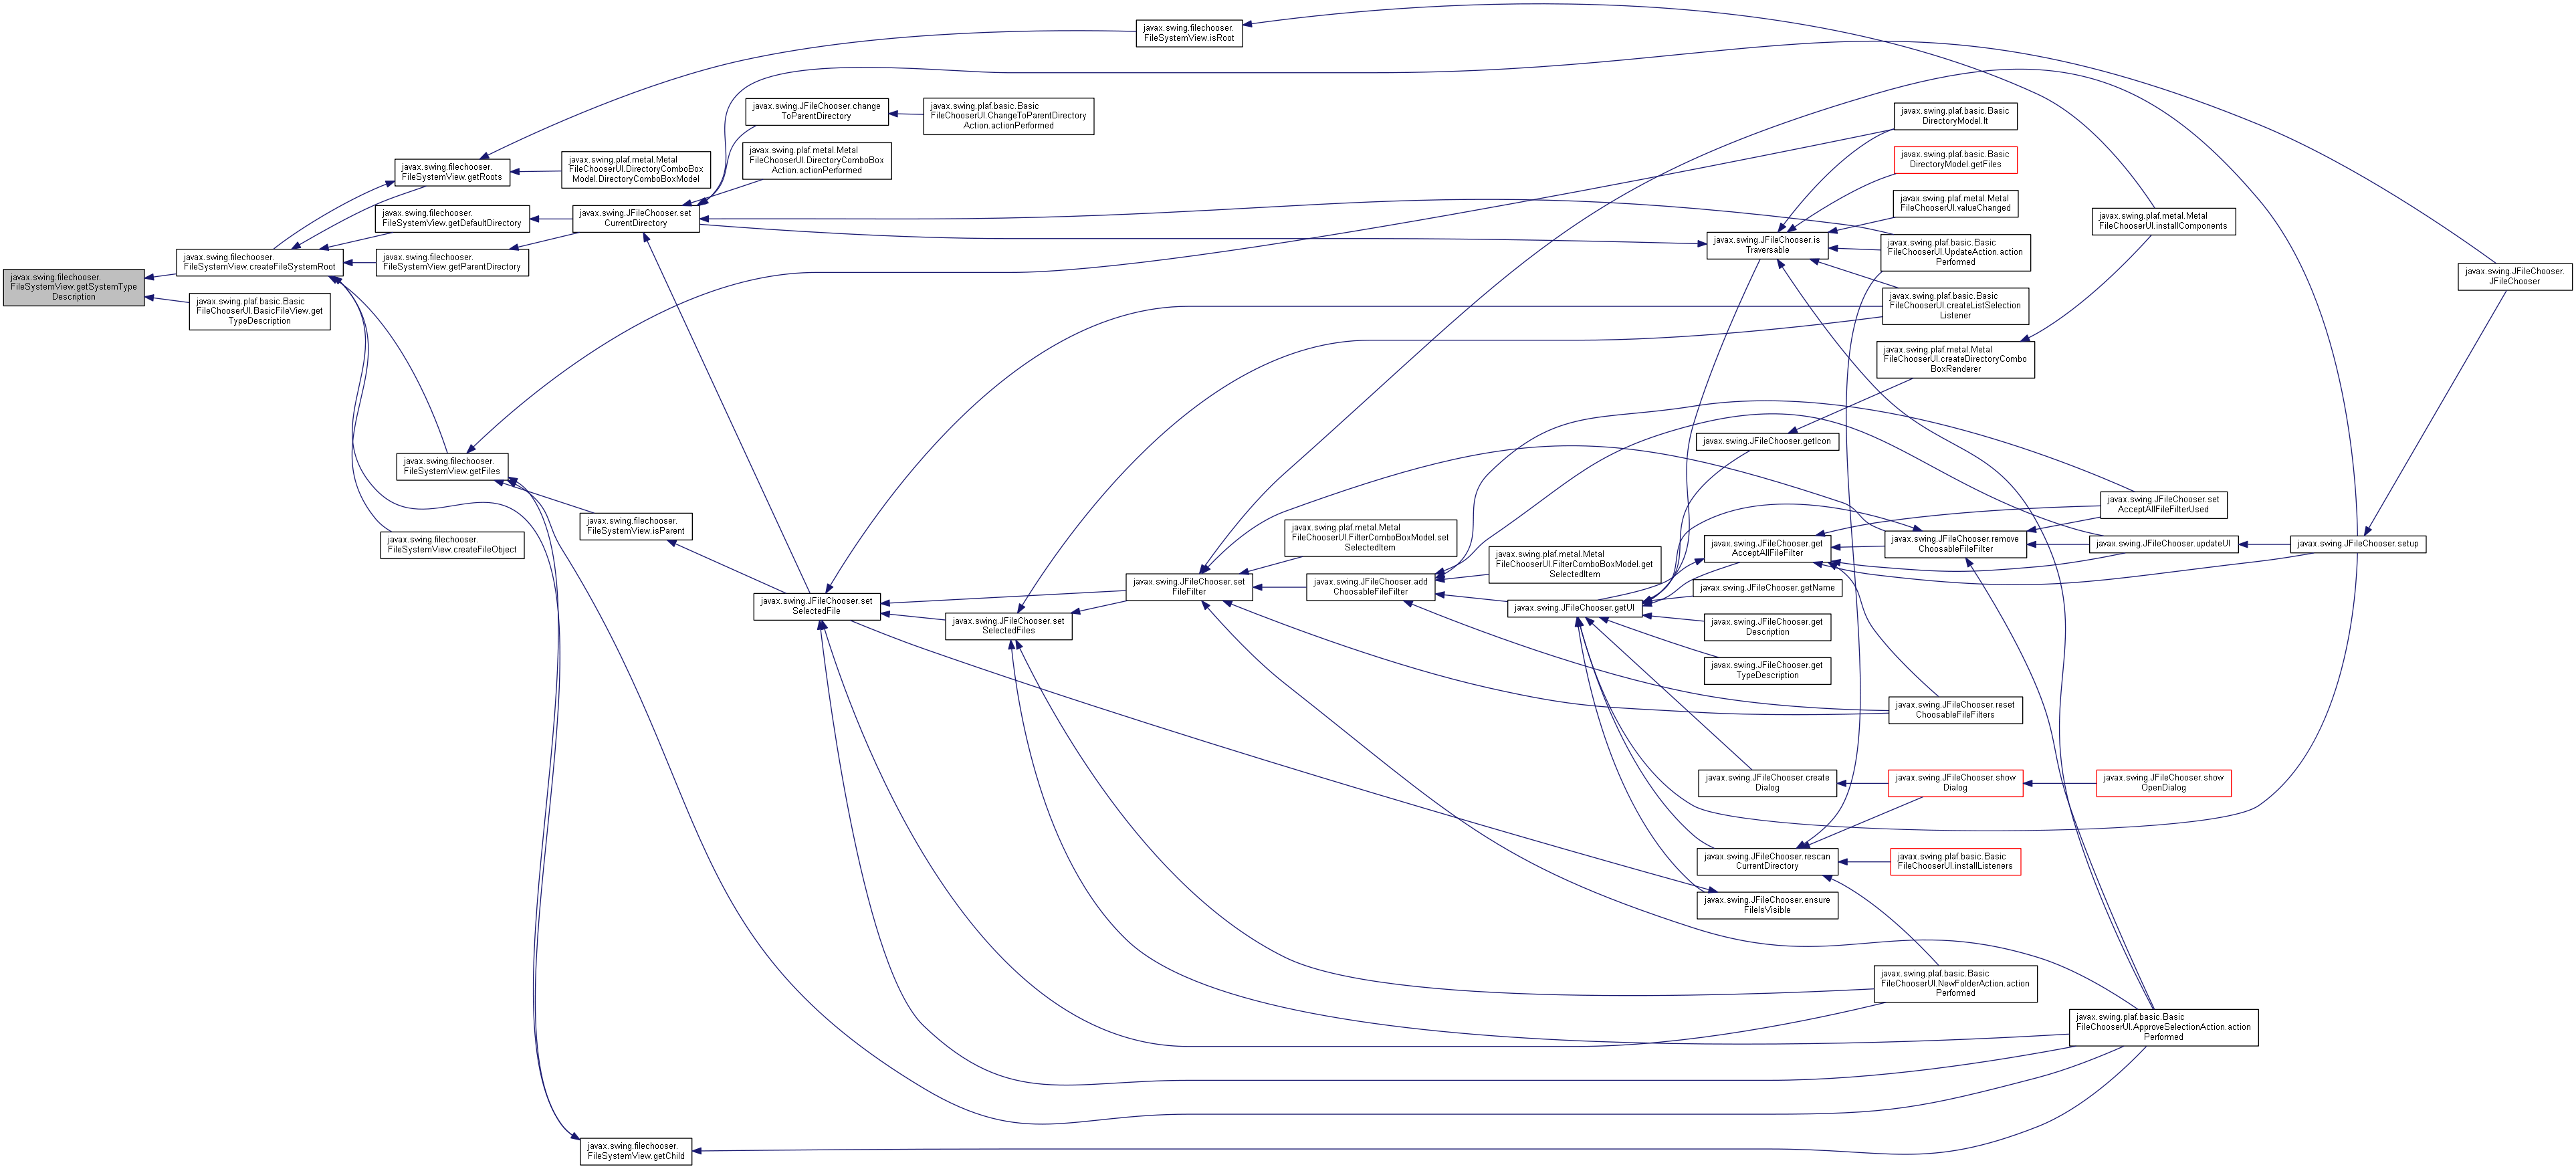 javax.swing.filechooser.
FileSystemView.getSystemType
Description
javax.swing.filechooser.
FileSystemView.createFileSystemRoot
javax.swing.plaf.basic.Basic
FileChooserUI.BasicFileView.get
TypeDescription
javax.swing.filechooser.
FileSystemView.getRoots
javax.swing.filechooser.
FileSystemView.getDefaultDirectory
javax.swing.filechooser.
FileSystemView.getParentDirectory
javax.swing.filechooser.
FileSystemView.getFiles
javax.swing.filechooser.
FileSystemView.createFileObject
javax.swing.plaf.metal.Metal
FileChooserUI.DirectoryComboBox
Model.DirectoryComboBoxModel
javax.swing.JFileChooser.set
CurrentDirectory
javax.swing.filechooser.
FileSystemView.isParent
javax.swing.filechooser.
FileSystemView.getChild
javax.swing.JFileChooser.change
ToParentDirectory
javax.swing.plaf.metal.Metal
FileChooserUI.DirectoryComboBox
Action.actionPerformed
javax.swing.JFileChooser.set
SelectedFile
javax.swing.plaf.basic.Basic
FileChooserUI.ChangeToParentDirectory
Action.actionPerformed
javax.swing.JFileChooser.set
SelectedFiles
javax.swing.filechooser.
FileSystemView.isRoot
javax.swing.JFileChooser.set
FileFilter
javax.swing.plaf.metal.Metal
FileChooserUI.FilterComboBoxModel.set
SelectedItem
javax.swing.JFileChooser.add
ChoosableFileFilter
javax.swing.plaf.metal.Metal
FileChooserUI.FilterComboBoxModel.get
SelectedItem
javax.swing.JFileChooser.getUI
javax.swing.JFileChooser.is
Traversable
javax.swing.JFileChooser.getIcon
javax.swing.JFileChooser.get
AcceptAllFileFilter
javax.swing.JFileChooser.getName
javax.swing.JFileChooser.get
Description
javax.swing.JFileChooser.get
TypeDescription
javax.swing.JFileChooser.create
Dialog
javax.swing.JFileChooser.rescan
CurrentDirectory
javax.swing.JFileChooser.ensure
FileIsVisible
javax.swing.plaf.basic.Basic
DirectoryModel.lt
javax.swing.plaf.basic.Basic
DirectoryModel.getFiles
javax.swing.plaf.metal.Metal
FileChooserUI.valueChanged
javax.swing.plaf.basic.Basic
FileChooserUI.UpdateAction.action
Performed
javax.swing.plaf.basic.Basic
FileChooserUI.createListSelection
Listener
javax.swing.plaf.metal.Metal
FileChooserUI.createDirectoryCombo
BoxRenderer
javax.swing.JFileChooser.remove
ChoosableFileFilter
javax.swing.JFileChooser.reset
ChoosableFileFilters
javax.swing.JFileChooser.show
Dialog
javax.swing.plaf.basic.Basic
FileChooserUI.installListeners
javax.swing.plaf.basic.Basic
FileChooserUI.NewFolderAction.action
Performed
javax.swing.plaf.metal.Metal
FileChooserUI.installComponents
javax.swing.JFileChooser.set
AcceptAllFileFilterUsed
javax.swing.JFileChooser.updateUI
javax.swing.JFileChooser.show
OpenDialog
javax.swing.plaf.basic.Basic
FileChooserUI.ApproveSelectionAction.action
Performed
javax.swing.JFileChooser.setup
javax.swing.JFileChooser.
JFileChooser